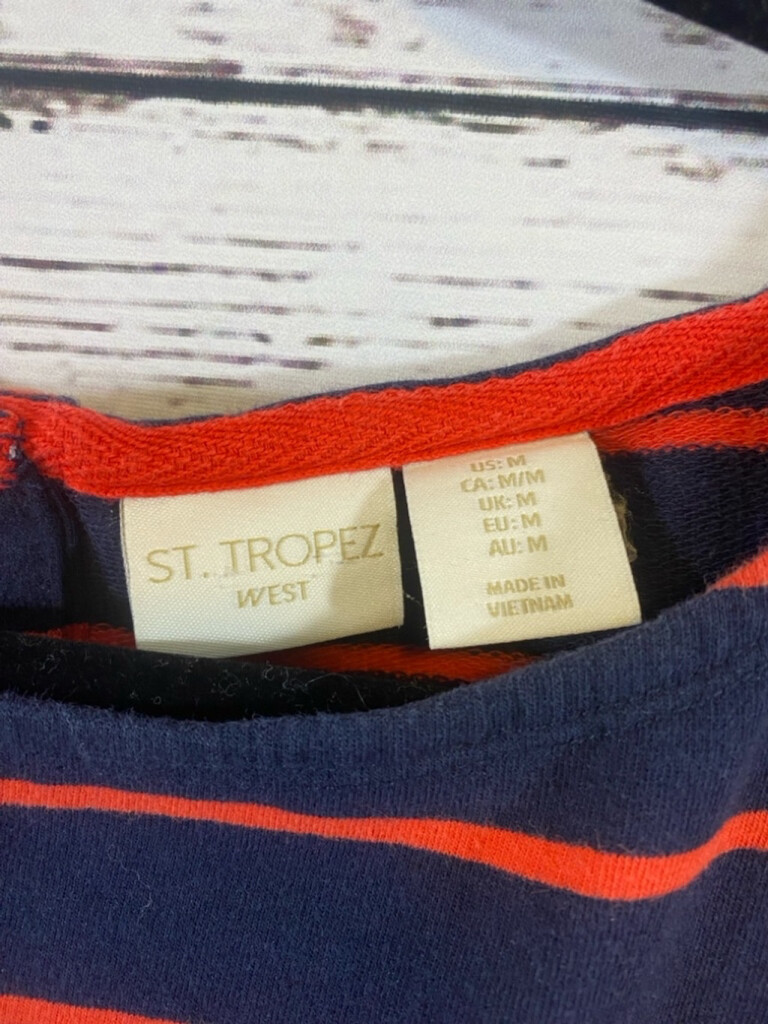 ST. TROPEZ
WEST
US: M
CA: M/M
UK: M
EU: M
AU: M
MADE IN
VIETNAM